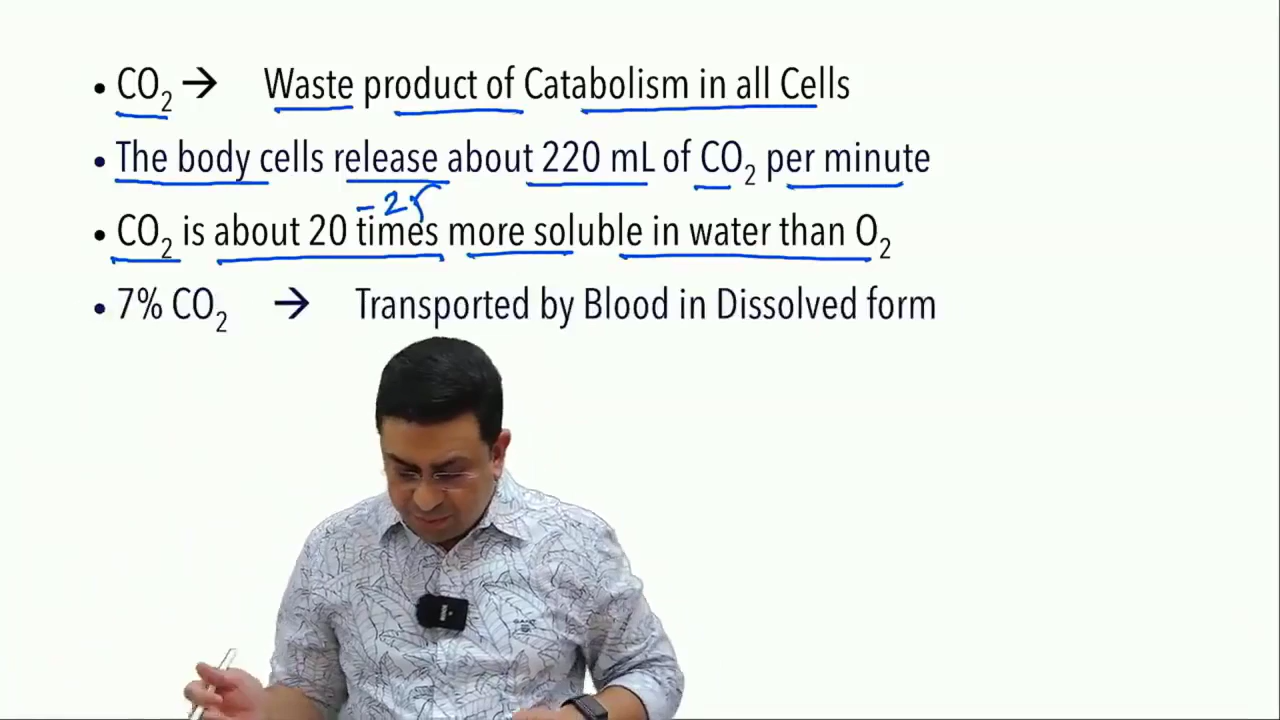 • CO₂ → Waste product of Catabolism in all Cells
• The body cells release about 220 mL of CO₂ per minute
-25
• CO₂ is about 20 times more soluble in water than O₂
• 7% CO₂ → Transported by Blood in Dissolved form